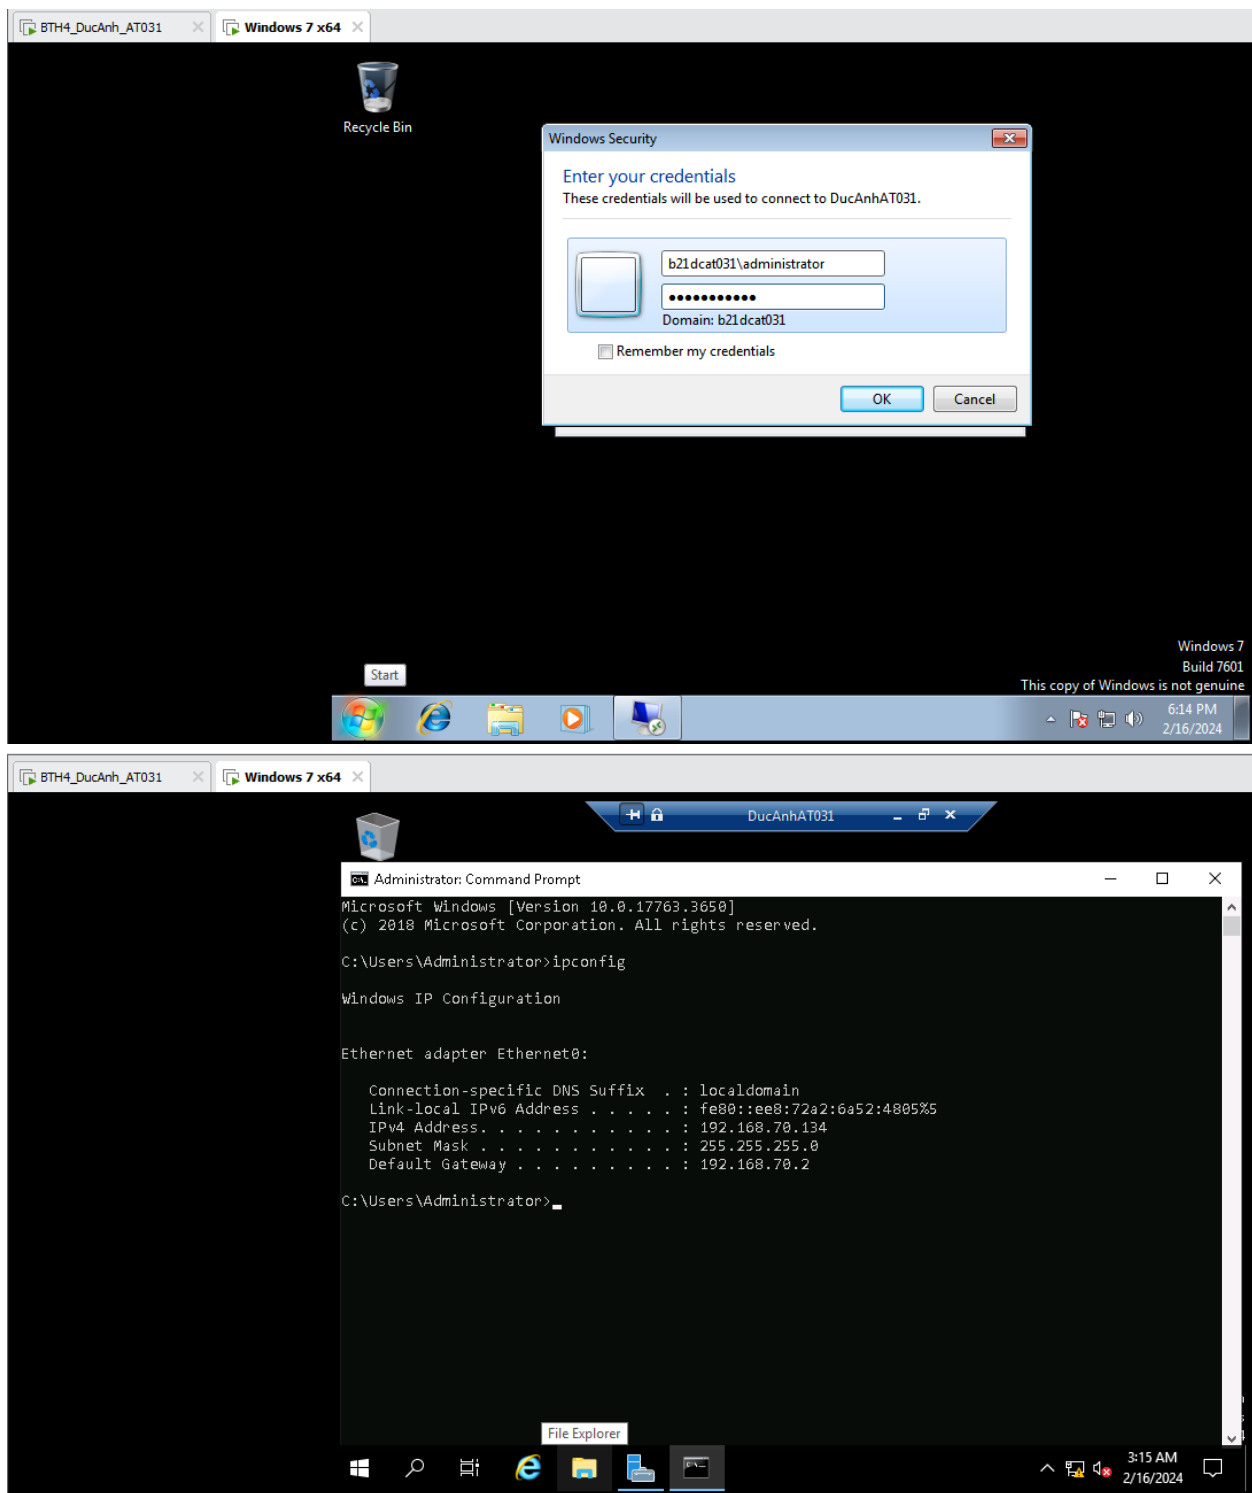 BTH4_DucAnh_AT031 Windows 7 x64
Recycle Bin
Windows Security
Enter your credentials
These credentials will be used to connect to DucAnhAT031.
b21dcat031\administrator
●●●●●●●●●●●
Domain: b21dcat031
Remember my credentials
OK Cancel
Windows 7
Build 7601
This copy of Windows is not genuine
Start
6:14 PM
2/16/2024
BTH4_DucAnh_AT031 Windows 7 x64
DucAnhAT031
Administrator: Command Prompt
Microsoft Windows [Version 10.0.17763.3650]
(c) 2018 Microsoft Corporation. All rights reserved.
C:\Users\Administrator>ipconfig
Windows IP Configuration
Ethernet adapter Ethernet0:
Connection-specific DNS Suffix . : localdomain
Link-local IPv6 Address . . . . . : fe80::ee8:72a2:6a52:4805%5
IPv4 Address. . . . . . . . . . . : 192.168.70.134
Subnet Mask . . . . . . . . . . . : 255.255.255.0
Default Gateway . . . . . . . . . : 192.168.70.2
C:\Users\Administrator>
File Explorer
3:15 AM
2/16/2024